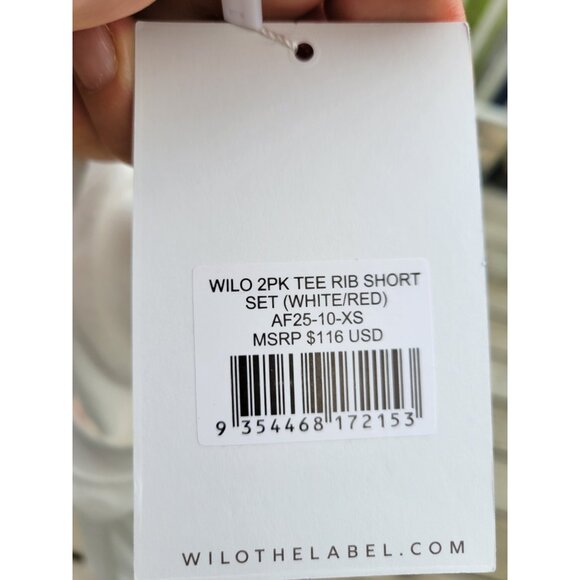 WILO 2PK TEE RIB SHORT
SET (WHITE/RED)
AF25-10-XS
MSRP $116 USD
9 354468 172153
WILOTHELABEL.COM